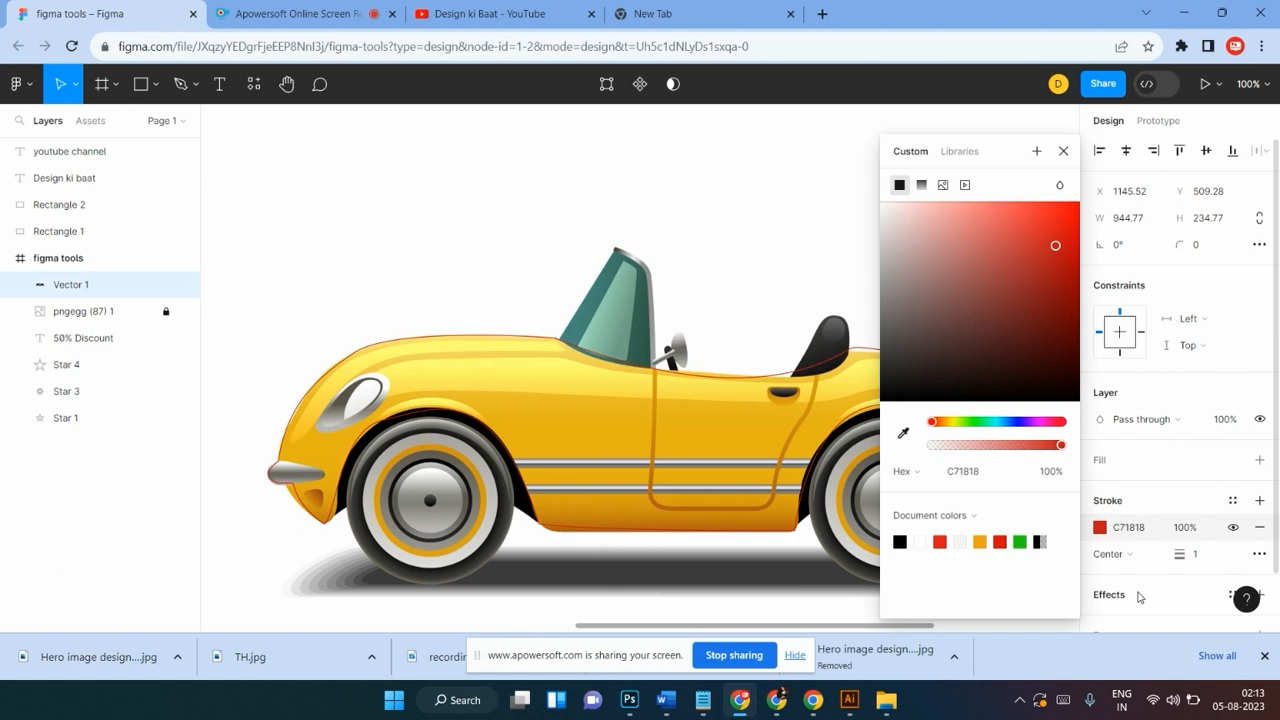 figma tools – Figma
Apowersoft Online Screen Re
Design ki Baat - YouTube
New Tab
figma.com/file/JXqzyYEDgrFjeEEP8NnI3j/figma-tools?type=design&node-id=1-2&mode=design&t=Uh5c1dNLyDs1sxqa-0
D
Share
100%
Layers
Assets
Page 1
youtube channel
Design ki baat
Rectangle 2
Rectangle 1
figma tools
Vector 1
pngegg (87) 1
50% Discount
Star 4
Star 3
Star 1
Custom
Libraries
Hex
C71818
100%
Document colors
Design
Prototype
X 1145.52
Y 509.28
W 944.77
H 234.77
0°
0
Constraints
Left
Top
Layer
Pass through
100%
Fill
Stroke
C71818
100%
Center
1
Effects
?
Hero image design....jpg
TH.jpg
www.apowersoft.com is sharing your screen.
Stop sharing
Hide
Hero image design....jpg
Removed
Show all
Search
Ps
W
Ai
ENG
IN
02:13
05-08-2023